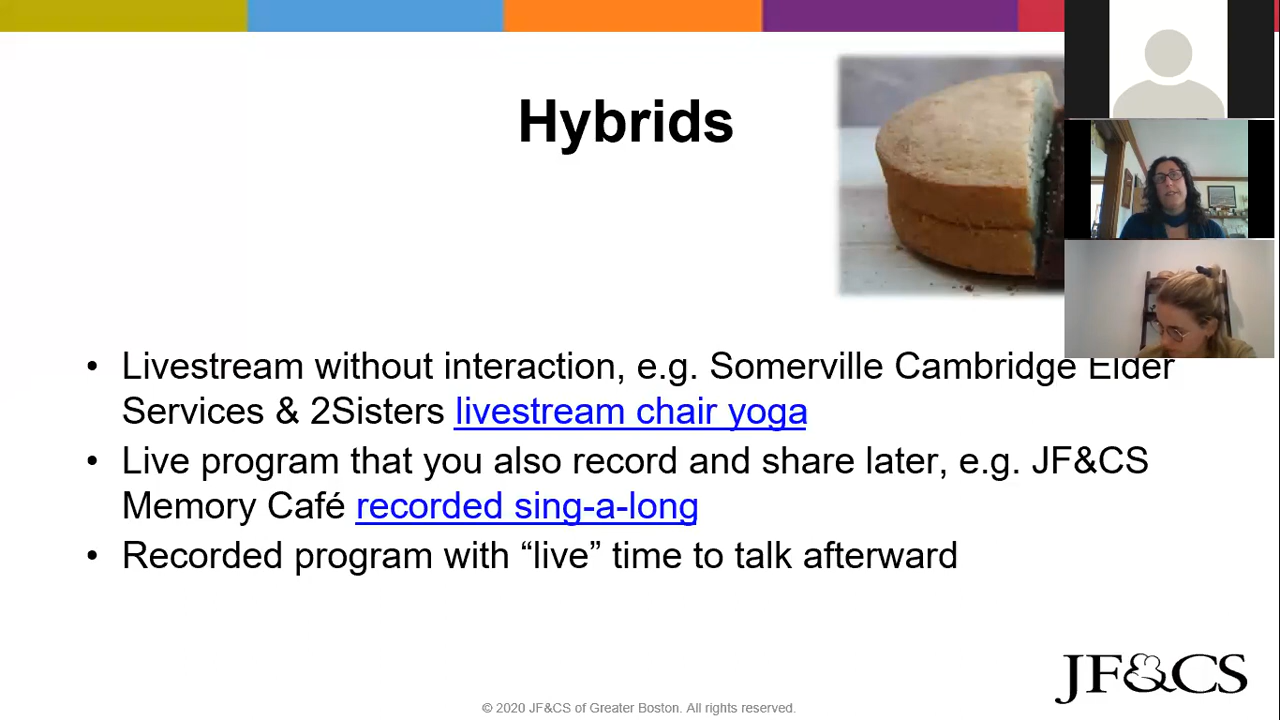 Hybrids
• Livestream without interaction, e.g. Somerville Cambridge Elder
Services & 2Sisters livestream chair yoga
• Live program that you also record and share later, e.g. JF&CS
Memory Café recorded sing-a-long
• Recorded program with “live” time to talk afterward
JF&CS
© 2020 JF&CS of Greater Boston. All rights reserved.